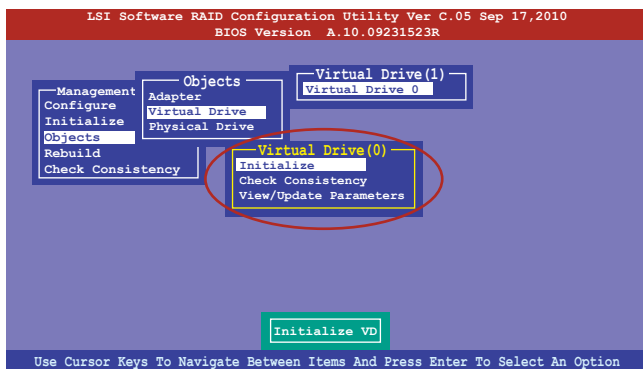 LSI Software RAID Configuration Utility Ver C.05 Sep 17,2010
BIOS Version A.10.09231523R
Management
Configure
Initialize
Objects
Rebuild
Check Consistency
Objects
Adapter
Virtual Drive
Physical Drive
Virtual Drive(1)
Virtual Drive 0
Virtual Drive(0)
Initialize
Check Consistency
View/Update Parameters
Initialize VD
Use Cursor Keys To Navigate Between Items And Press Enter To Select An Option